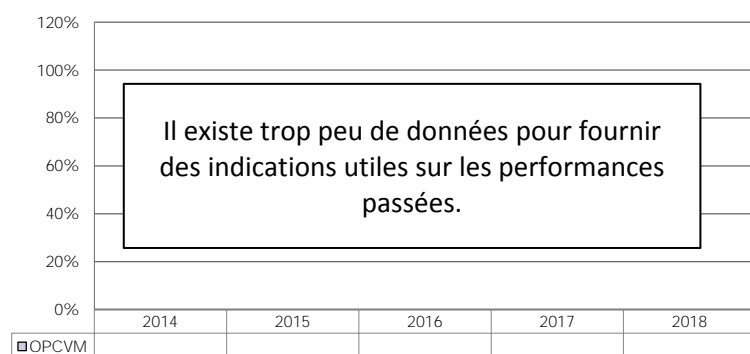 120%
100%
80%
60%
40%
20%
0%
Il existe trop peu de données pour fournir
des indications utiles sur les performances
passées.
2014 2015 2016 2017 2018
OPCVM